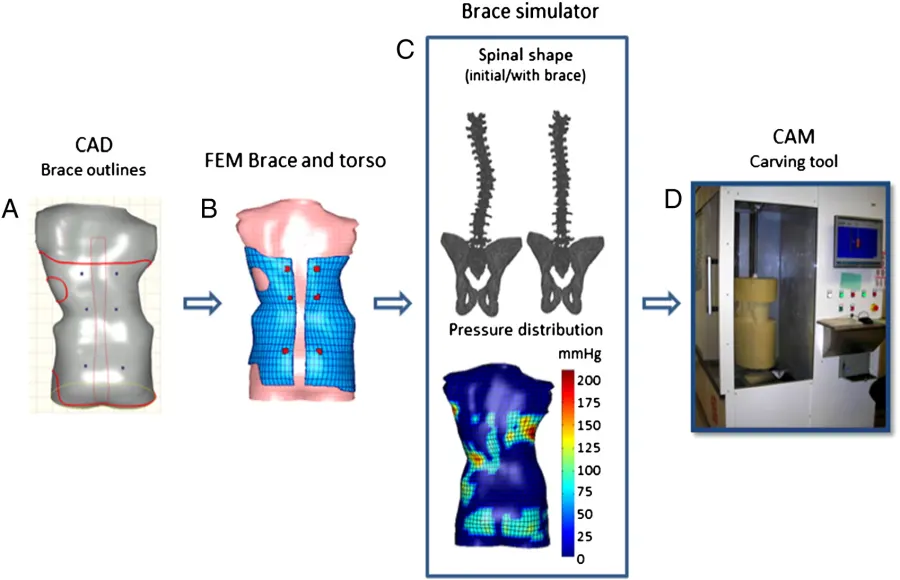 Brace simulator
A
CAD
Brace outlines
B
FEM Brace and torso
C
Spinal shape
(initial/with brace)
Pressure distribution
mmHg
200
175
150
125
100
75
50
25
0
D
CAM
Carving tool